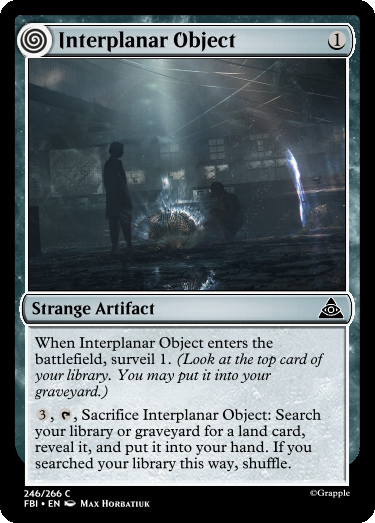 Interplanar Object 1
Strange Artifact
When Interplanar Object enters the
battlefield, surveil 1. (Look at the top card of
your library. You may put it into your
graveyard.)
3, , Sacrifice Interplanar Object: Search
your library or graveyard for a land card,
reveal it, and put it into your hand. If you
searched your library this way, shuffle.
246/266 C
FBI • EN Max Horbatiuk
©Grapple